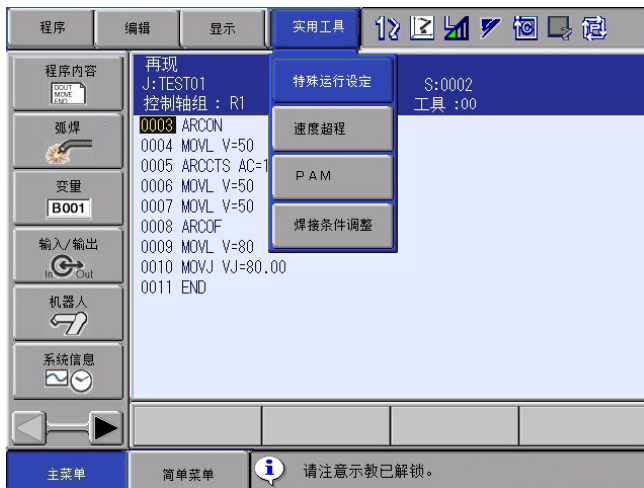 程序 编辑 显示 实用工具
程序内容
DOUT
MOVE
END
弧焊
变量
B001
输入/输出
In Out
机器人
系统信息
再现
J:TEST01 S:0002
控制轴组： R1 工具 :00
0003 ARCON
0004 MOVL V=50
0005 ARCCTS AC=1
0006 MOVL V=50
0007 MOVL V=50
0008 ARCOF
0009 MOVL V=80
0010 MOVJ VJ=80.00
0011 END
特殊运行设定
速度超程
PAM
焊接条件调整
主菜单 简单菜单 请注意示教已解锁。